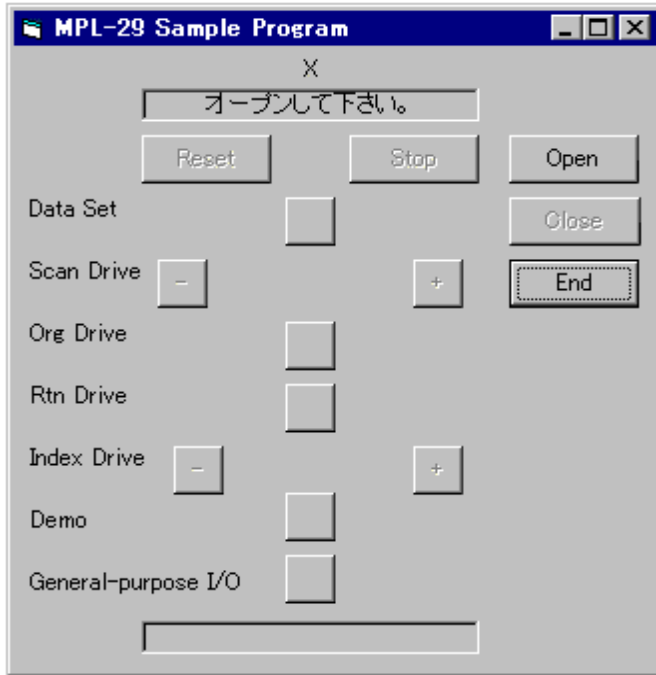 MPL-29 Sample Program
X
オープンして下さい。
Reset Stop Open
Data Set Close
Scan Drive - + End
Org Drive
Rtn Drive
Index Drive - +
Demo
General-purpose I/O